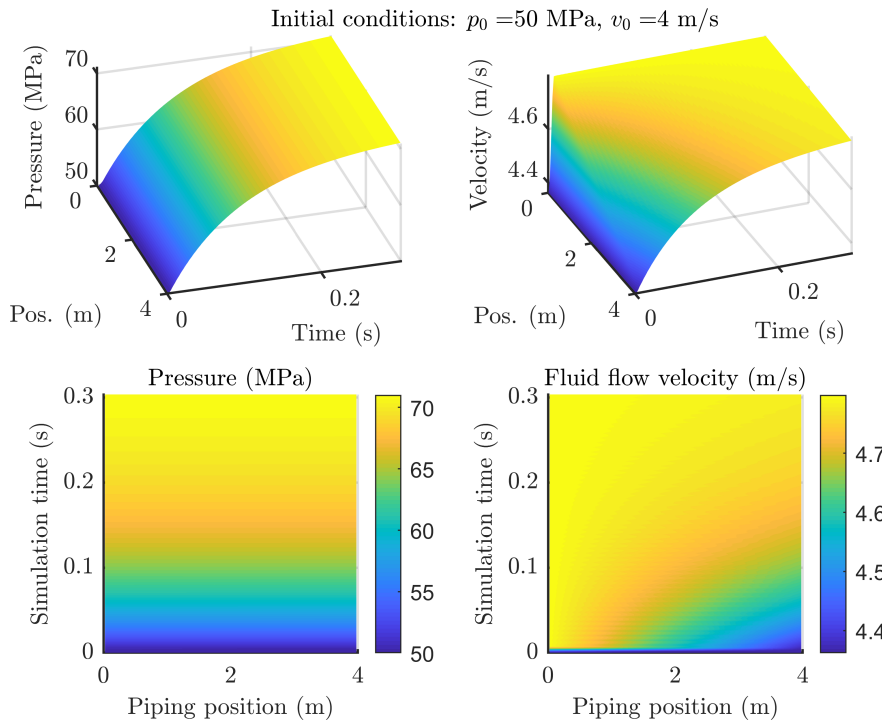 Initial conditions: p₀ =50 MPa, v₀ =4 m/s
Pressure (MPa)
70
60
50
0
2
4
Pos. (m)
0
0.2
Time (s)
Velocity (m/s)
4.6
4.4
0
2
4
Pos. (m)
0
0.2
Time (s)
Pressure (MPa)
Simulation time (s)
0.3
0.2
0.1
0
0
2
4
Piping position (m)
70
65
60
55
50
Fluid flow velocity (m/s)
Simulation time (s)
0.3
0.2
0.1
0
0
2
4
Piping position (m)
4.7
4.6
4.5
4.4